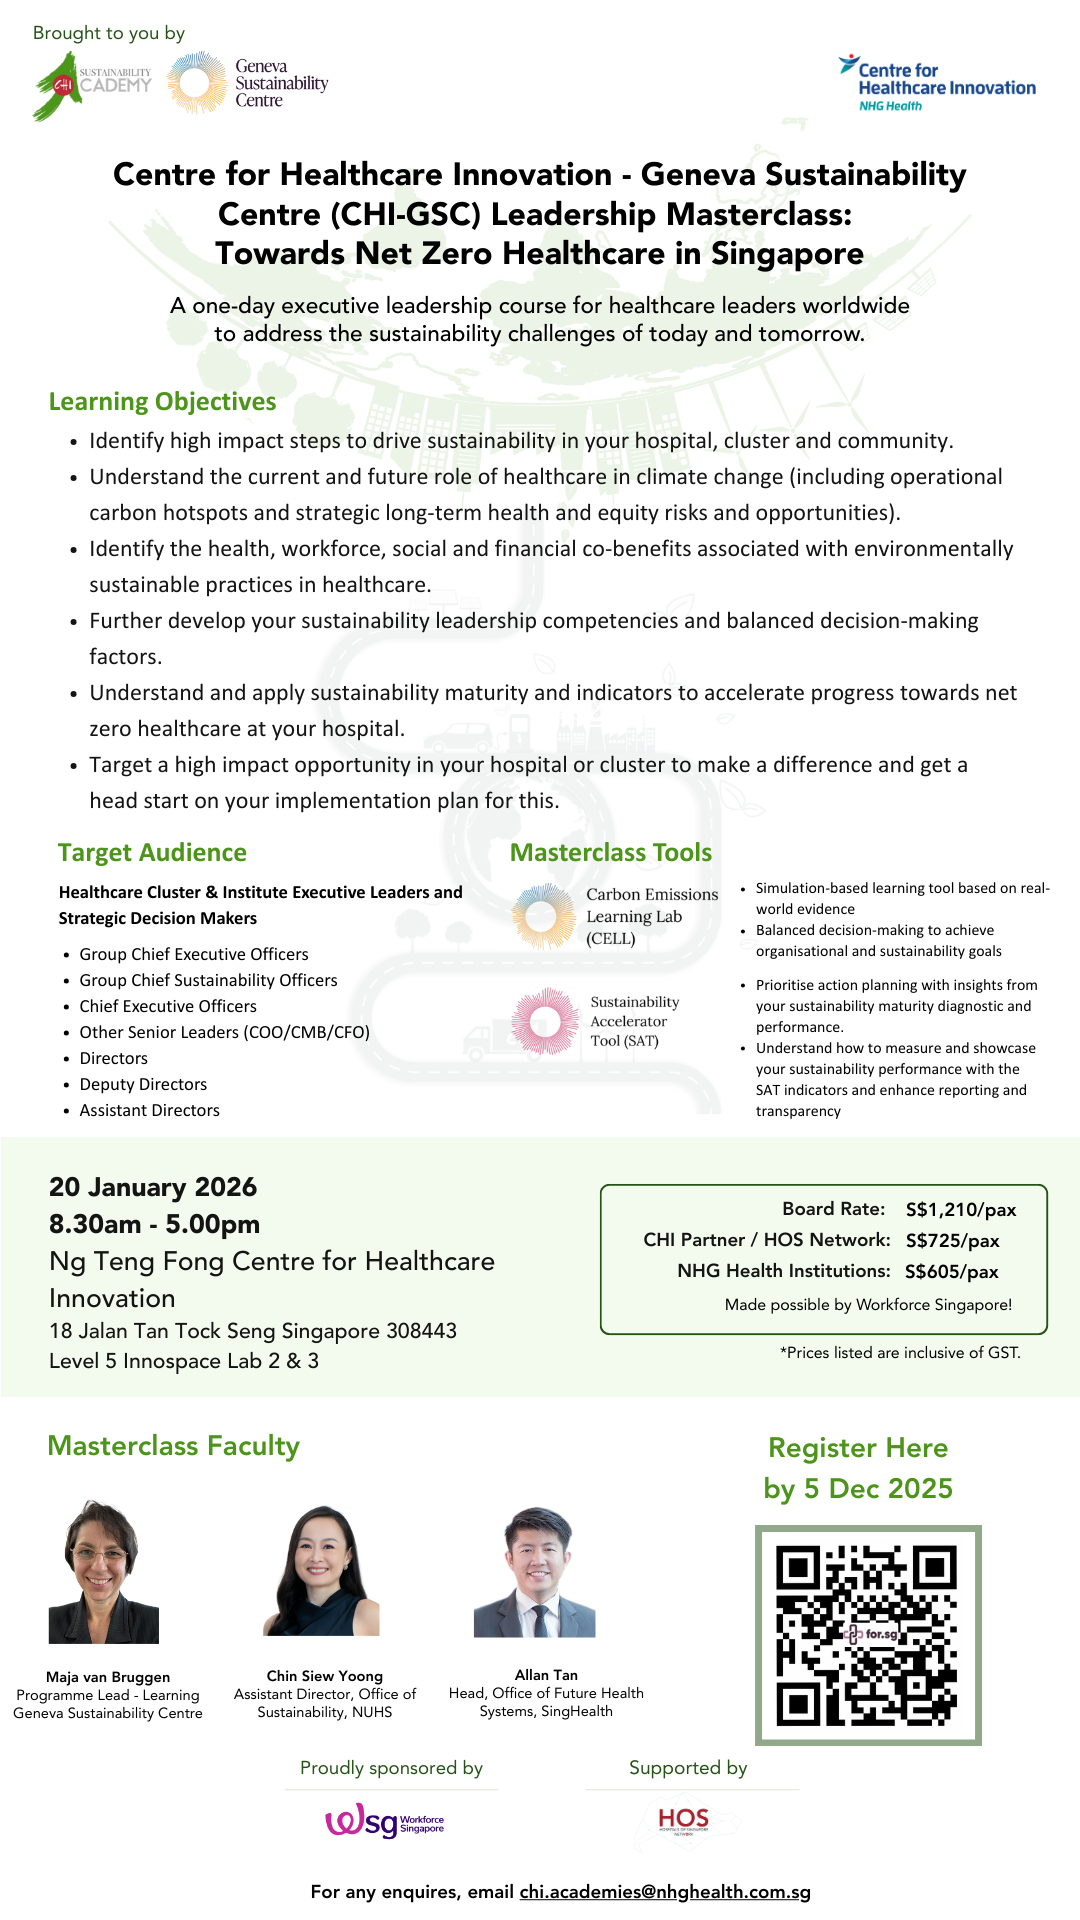 Brought to you by
SUSTAINABILITY
CADEMY
CHI
Geneva
Sustainability
Centre
Centre for
Healthcare Innovation
NHG Health
Centre for Healthcare Innovation - Geneva Sustainability
Centre (CHI-GSC) Leadership Masterclass:
Towards Net Zero Healthcare in Singapore
A one-day executive leadership course for healthcare leaders worldwide
to address the sustainability challenges of today and tomorrow.
Learning Objectives
• Identify high impact steps to drive sustainability in your hospital, cluster and community.
• Understand the current and future role of healthcare in climate change (including operational
carbon hotspots and strategic long-term health and equity risks and opportunities).
• Identify the health, workforce, social and financial co-benefits associated with environmentally
sustainable practices in healthcare.
• Further develop your sustainability leadership competencies and balanced decision-making
factors.
• Understand and apply sustainability maturity and indicators to accelerate progress towards net
zero healthcare at your hospital.
• Target a high impact opportunity in your hospital or cluster to make a difference and get a
head start on your implementation plan for this.
Target Audience
Healthcare Cluster & Institute Executive Leaders and
Strategic Decision Makers
• Group Chief Executive Officers
• Group Chief Sustainability Officers
• Chief Executive Officers
• Other Senior Leaders (COO/CMB/CFO)
• Directors
• Deputy Directors
• Assistant Directors
Masterclass Tools
Carbon Emissions
Learning Lab
(CELL)
• Simulation-based learning tool based on real-
world evidence
• Balanced decision-making to achieve
organisational and sustainability goals
Sustainability
Accelerator
Tool (SAT)
• Prioritise action planning with insights from
your sustainability maturity diagnostic and
performance.
• Understand how to measure and showcase
your sustainability performance with the
SAT indicators and enhance reporting and
transparency
20 January 2026
8.30am - 5.00pm
Ng Teng Fong Centre for Healthcare
Innovation
18 Jalan Tan Tock Seng Singapore 308443
Level 5 Innospace Lab 2 & 3
Board Rate: S$1,210/pax
CHI Partner / HOS Network: S$725/pax
NHG Health Institutions: S$605/pax
Made possible by Workforce Singapore!
*Prices listed are inclusive of GST.
Masterclass Faculty
Maja van Bruggen
Programme Lead - Learning
Geneva Sustainability Centre
Chin Siew Yoong
Assistant Director, Office of
Sustainability, NUHS
Allan Tan
Head, Office of Future Health
Systems, SingHealth
Register Here
by 5 Dec 2025
for.sg
Proudly sponsored by
wsg Workforce
Singapore
Supported by
HOS
HOSPITALS OF SINGAPORE
NETWORK
For any enquires, email chi.academies@nhghealth.com.sg